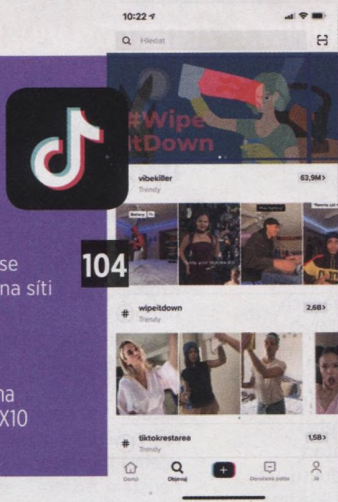 10:22
Hledat
#Wipe
ItDown
vibekiller
63,9M>
Trendy
se
na síti
104
# wipeitdown
2,6B>
Trendy
na
X10
# tiktokrestarea
1,5B>
Trendy
Domů
Objevuj
Doručená pošta
Já